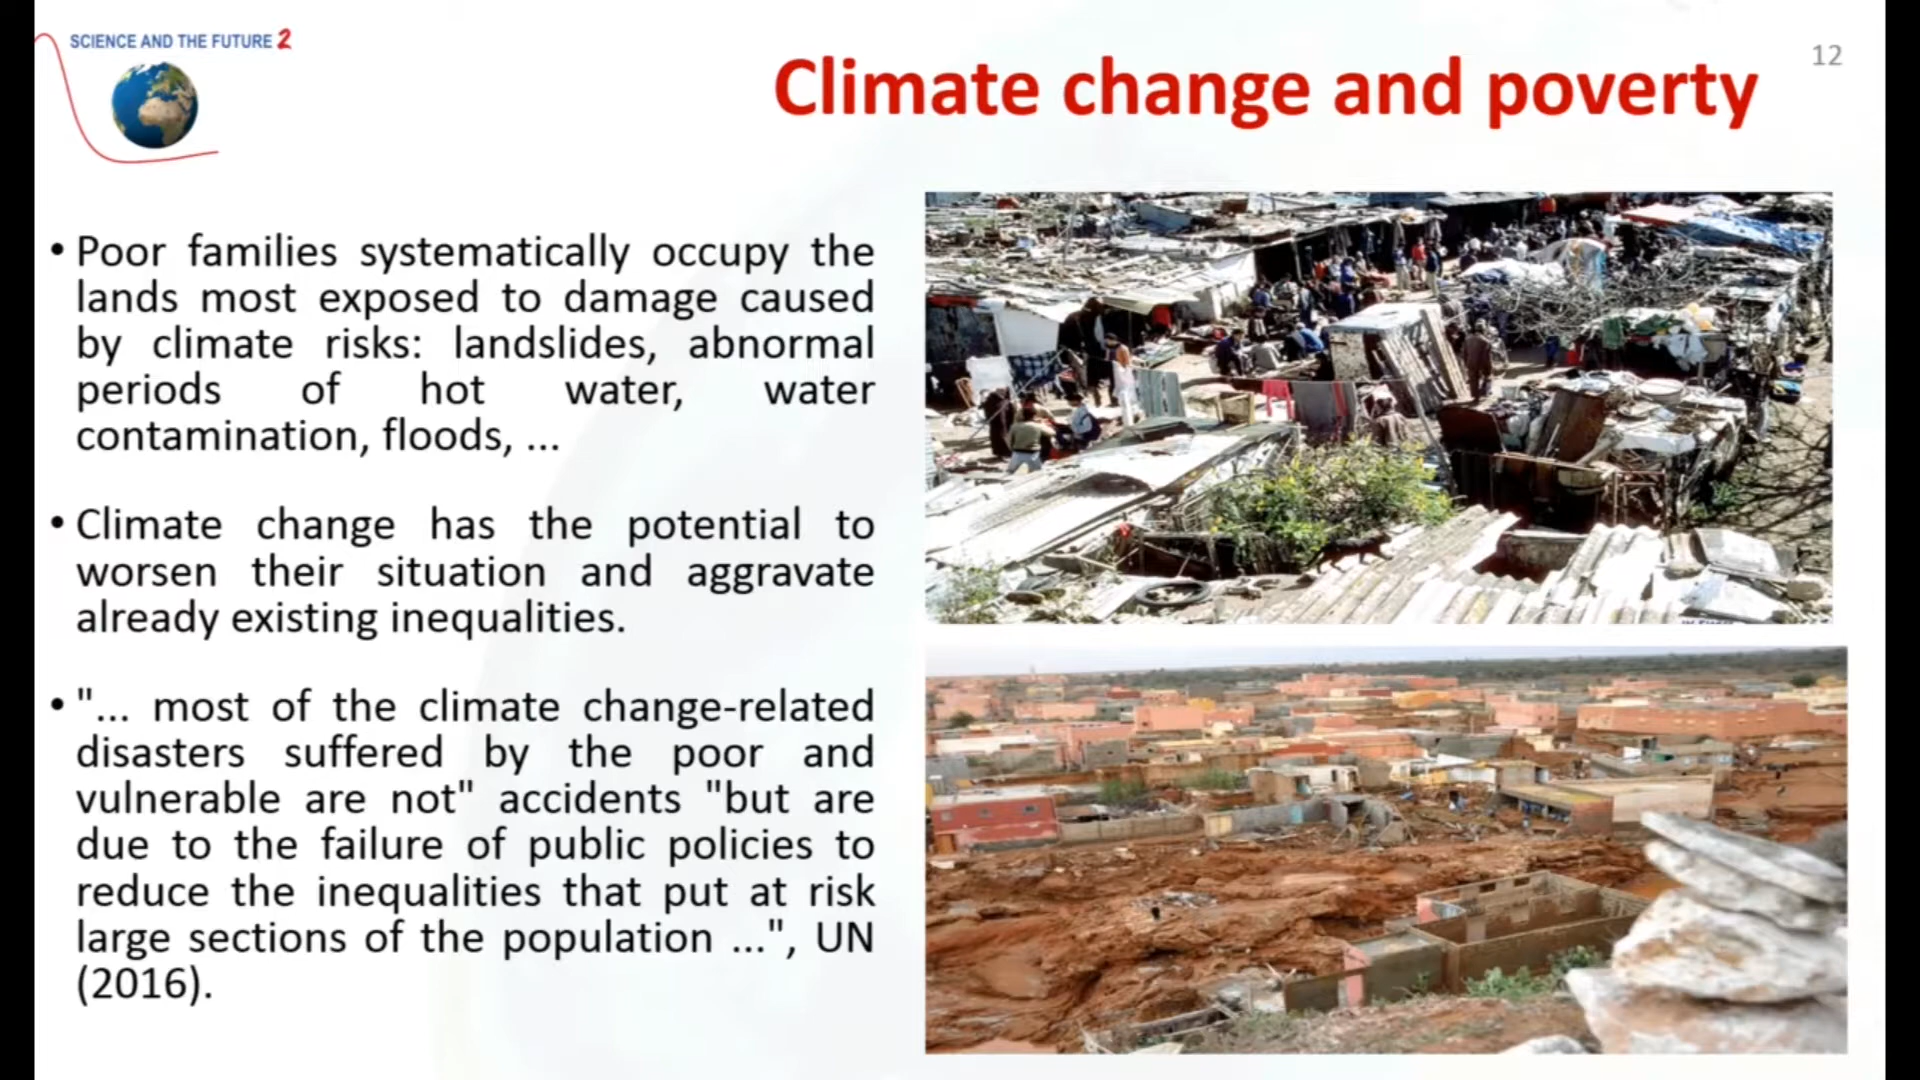 SCIENCE AND THE FUTURE 2
12
Climate change and poverty
• Poor families systematically occupy the
lands most exposed to damage caused
by climate risks: landslides, abnormal
periods of hot water, water
contamination, floods, ...
• Climate change has the potential to
worsen their situation and aggravate
already existing inequalities.
• "... most of the climate change-related
disasters suffered by the poor and
vulnerable are not" accidents "but are
due to the failure of public policies to
reduce the inequalities that put at risk
large sections of the population ...", UN
(2016).